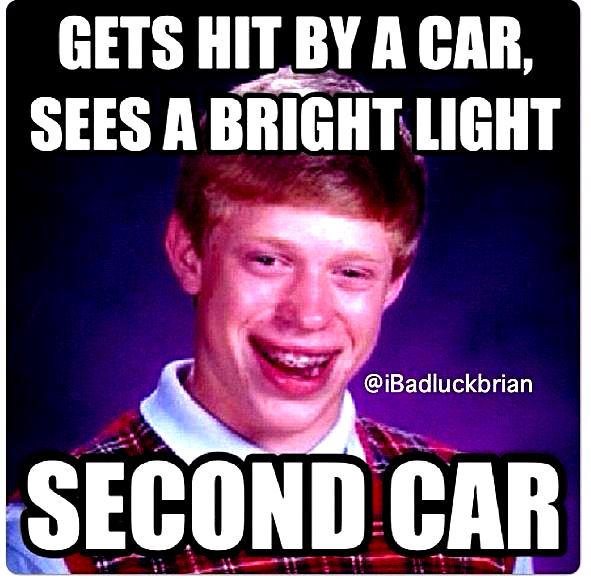 GETS HIT BY A CAR,
SEES A BRIGHT LIGHT
@iBadluckbrian
SECOND CAR